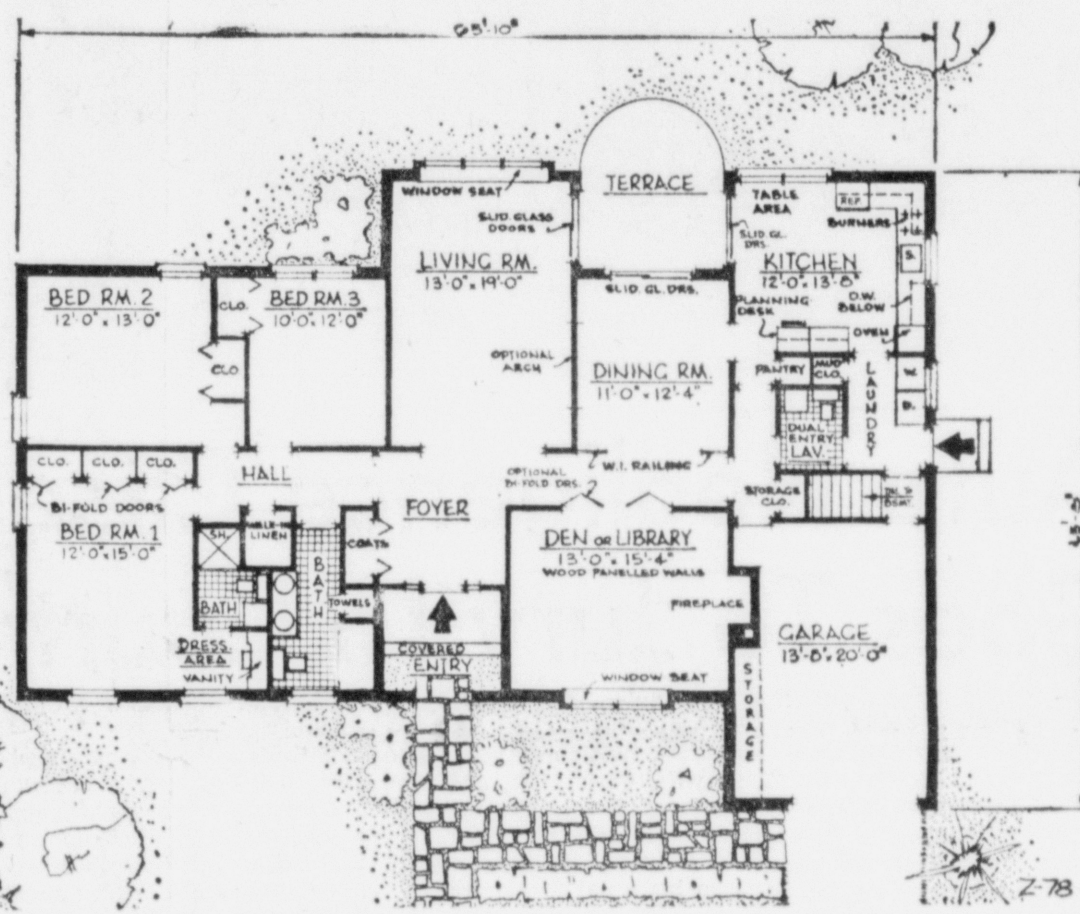 65'-10"
WINDOW SEAT
TERRACE
TABLE AREA
REF.
BURNERS
SLID. GLASS DOORS
SLID. GL. DRS.
S.
LIVING RM.
13'-0" x 19'-0"
KITCHEN
12'-0" x 13'-8"
BED RM. 2
12'-0" x 13'-0"
CLO.
BED RM. 3
10'-0" x 12'-0"
SLID. GL. DRS.
PLANNING DESK
D.W. BELOW
OVEN
CLO
OPTIONAL ARCH
DINING RM.
11'-0" x 12'-4"
PANTRY
MUD CLO.
LAUNDRY
W.
D.
DUAL ENTRY LAV.
CLO.
CLO.
CLO.
HALL
OPTIONAL BI-FOLD DRS.
W.I. RAILING
BI-FOLD DOORS
STORAGE CLO.
FOYER
BED RM. 1
12'-0" x 15'-0"
SH.
LINEN
COATS
DEN OR LIBRARY
13'-0" x 15'-4"
WOOD PANELLED WALLS
BATH
BATH
TOWELS
FIREPLACE
GARAGE
13'-8" x 20'-0"
DRESS. AREA
VANITY
COVERED ENTRY
WINDOW SEAT
STORAGE
Z-78